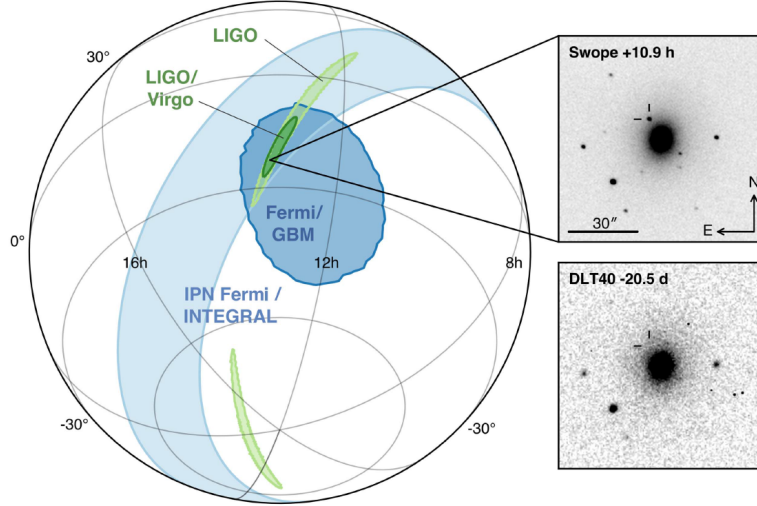 LIGO
LIGO/
Virgo
30°
0°
16h
12h
8h
Fermi/
GBM
IPN Fermi /
INTEGRAL
-30°
-30°
Swope +10.9 h
N
E
30″
DLT40 -20.5 d